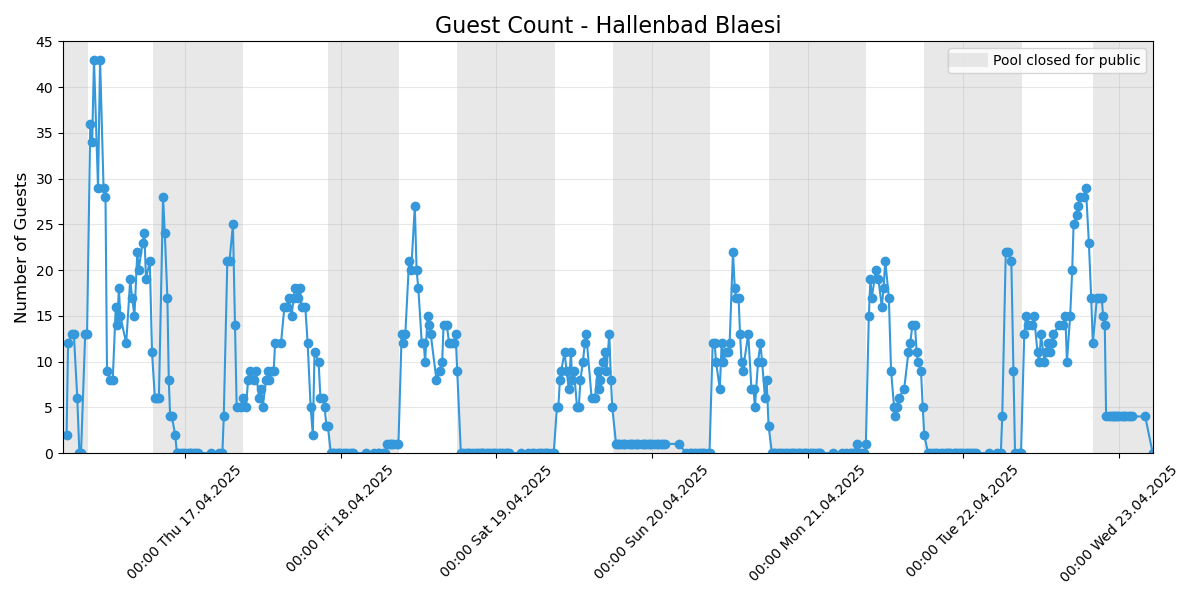 Guest Count - Hallenbad Blaesi
Pool closed for public
Number of Guests
45
40
35
30
25
20
15
10
5
0
00:00 Thu 17.04.2025
00:00 Fri 18.04.2025
00:00 Sat 19.04.2025
00:00 Sun 20.04.2025
00:00 Mon 21.04.2025
00:00 Tue 22.04.2025
00:00 Wed 23.04.2025